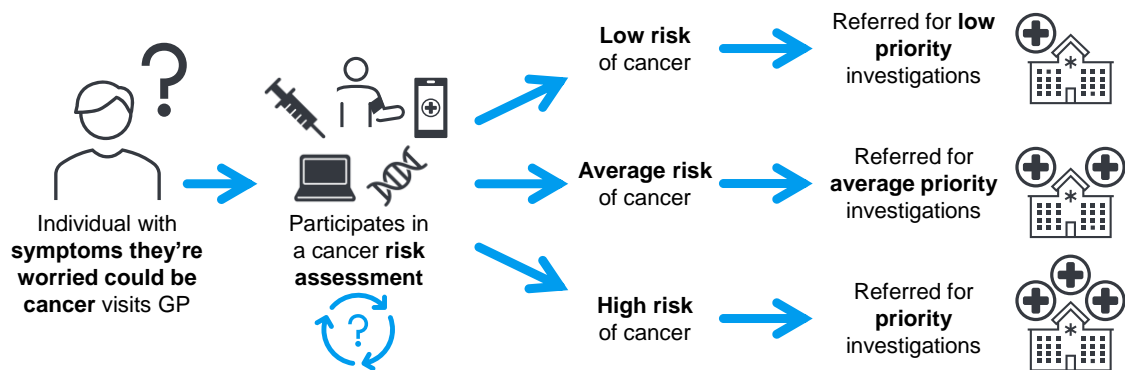 Individual with
symptoms they’re
worried could be
cancer visits GP
Participates in
a cancer risk
assessment
?
Low risk
of cancer
Referred for low
priority
investigations
Average risk
of cancer
Referred for
average priority
investigations
High risk
of cancer
Referred for
priority
investigations